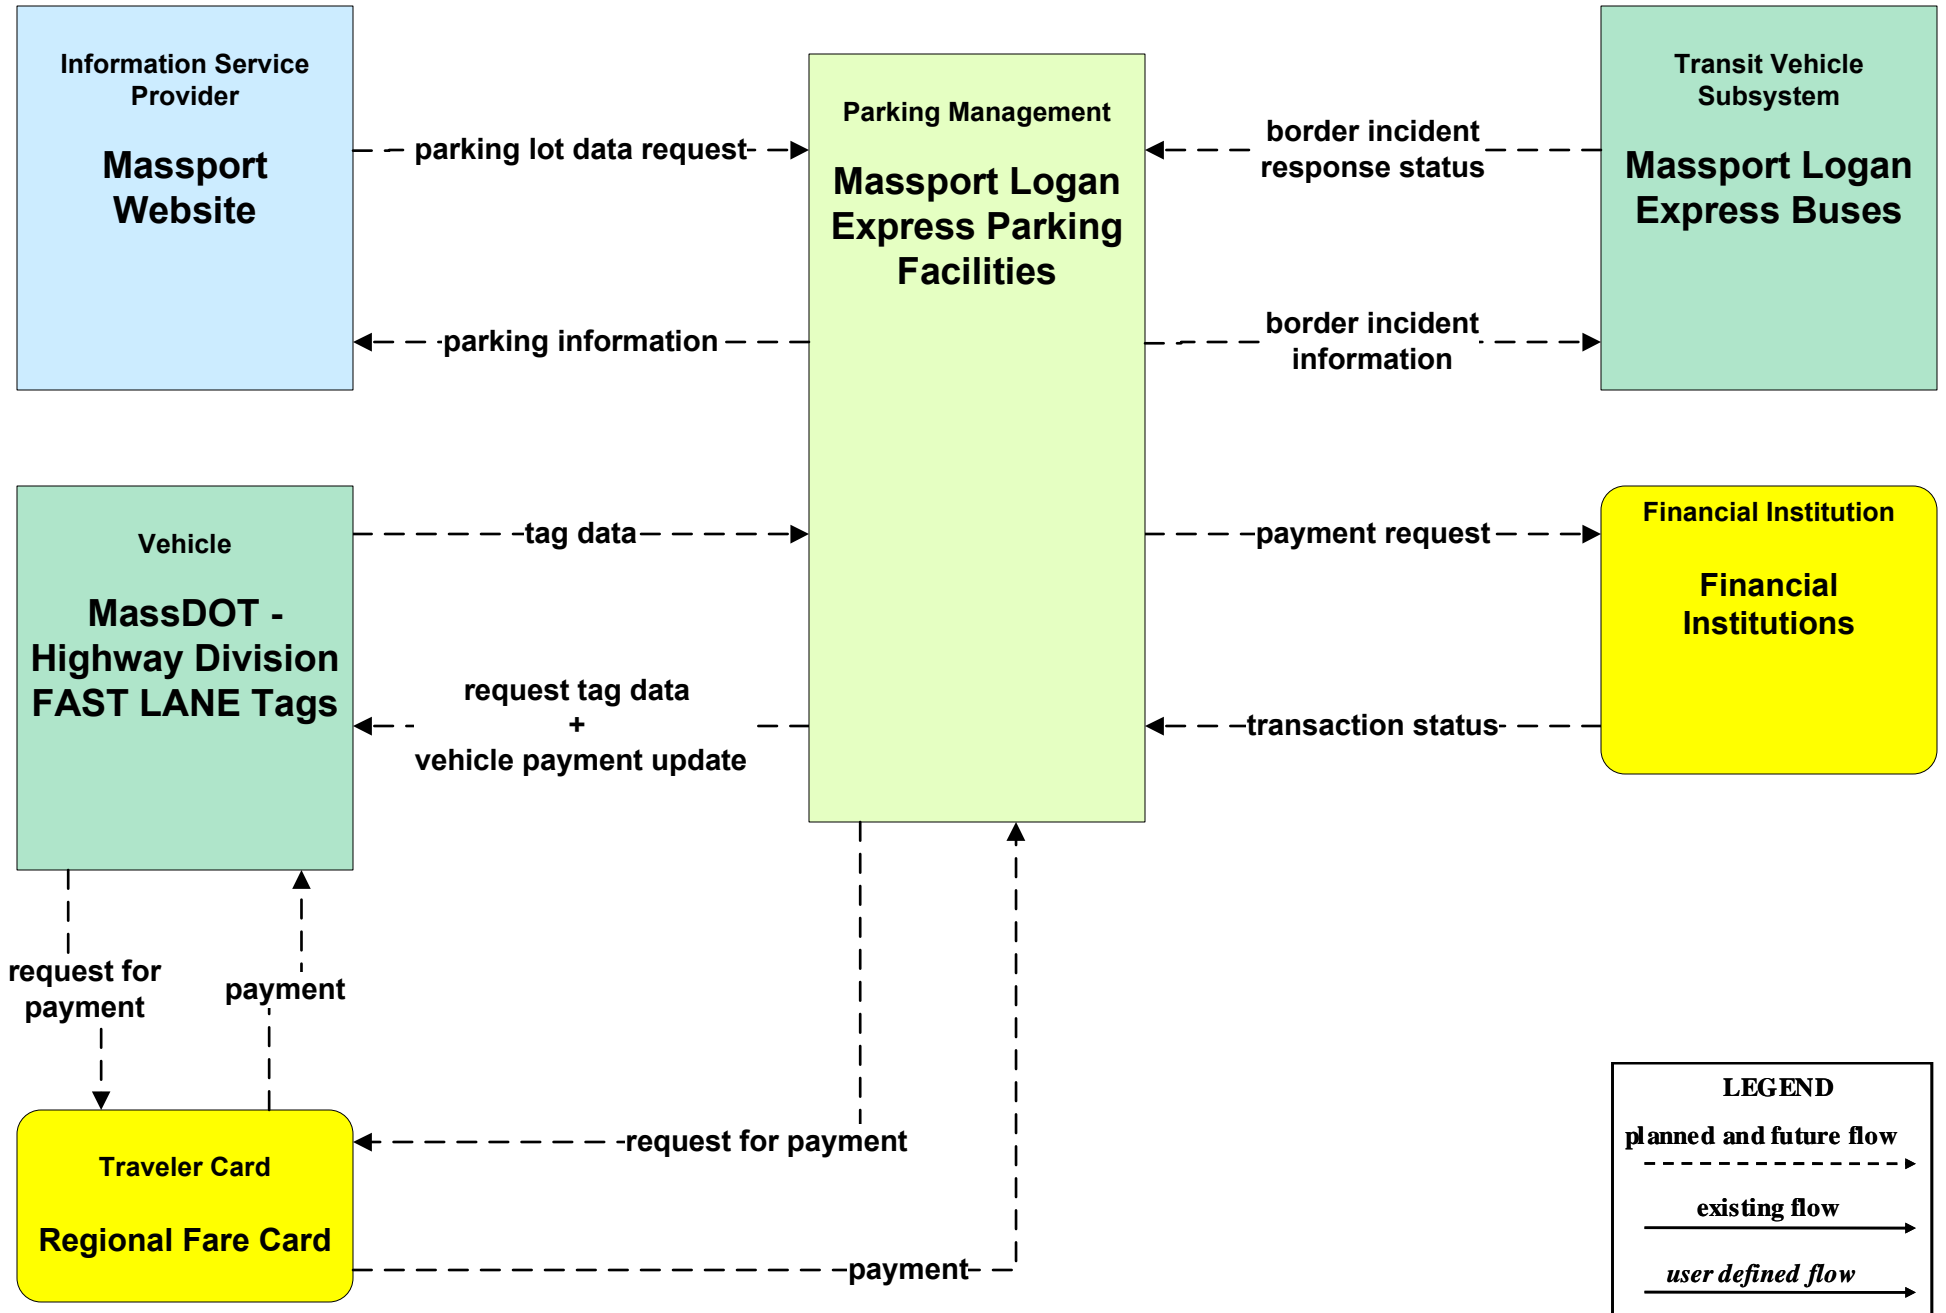 Information Service
Provider
Massport
Website
parking lot data request
parking information
Parking Management
Massport Logan
Express Parking
Facilities
border incident
response status
border incident
information
Transit Vehicle
Subsystem
Massport Logan
Express Buses
Vehicle
MassDOT -
Highway Division
FAST LANE Tags
tag data
request tag data
+
vehicle payment update
payment request
transaction status
Financial Institution
Financial
Institutions
request for
payment
payment
Traveler Card
Regional Fare Card
request for payment
payment
LEGEND
planned and future flow
existing flow
user defined flow